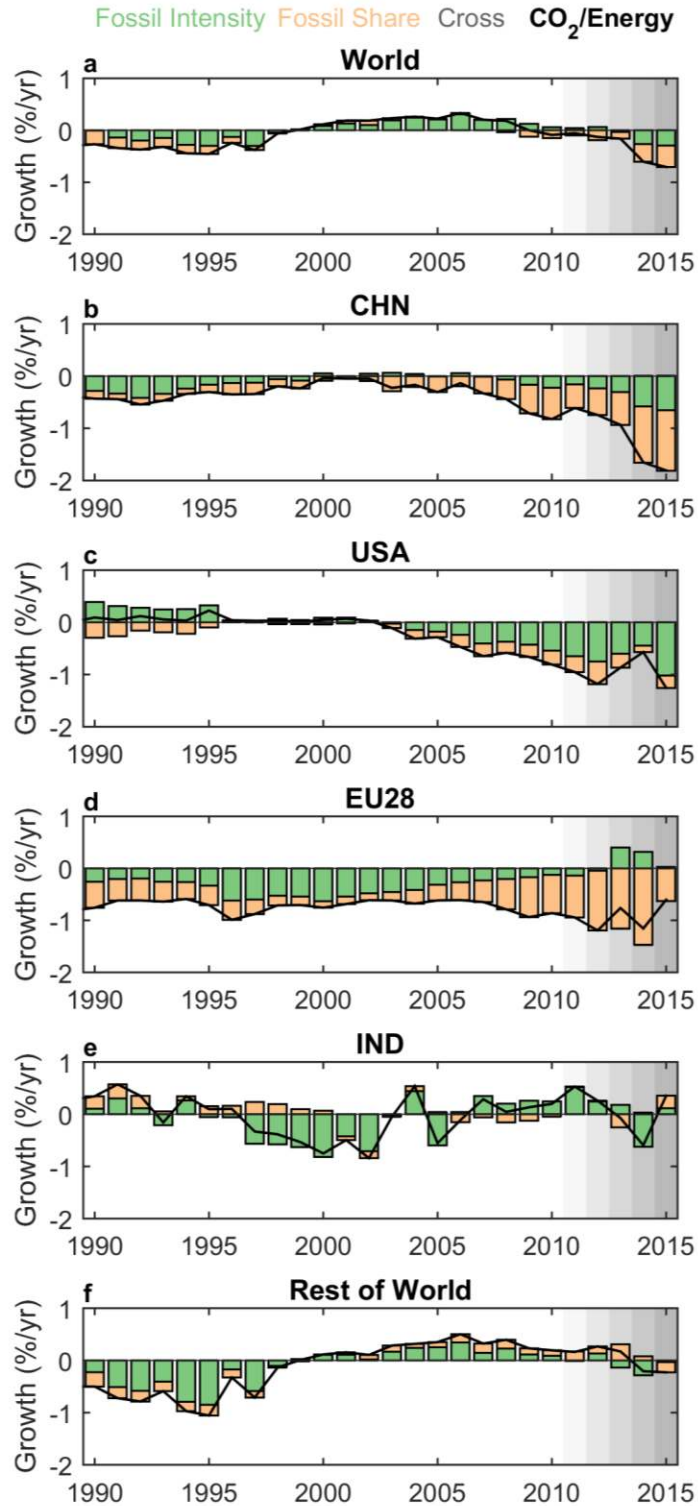 Fossil Intensity Fossil Share Cross CO₂/Energy
a World
Growth (%/yr)
1
0
-1
-2
1990 1995 2000 2005 2010 2015
b CHN
Growth (%/yr)
1
0
-1
-2
1990 1995 2000 2005 2010 2015
c USA
Growth (%/yr)
1
0
-1
-2
1990 1995 2000 2005 2010 2015
d EU28
Growth (%/yr)
1
0
-1
-2
1990 1995 2000 2005 2010 2015
e IND
Growth (%/yr)
1
0
-1
-2
1990 1995 2000 2005 2010 2015
f Rest of World
Growth (%/yr)
1
0
-1
-2
1990 1995 2000 2005 2010 2015